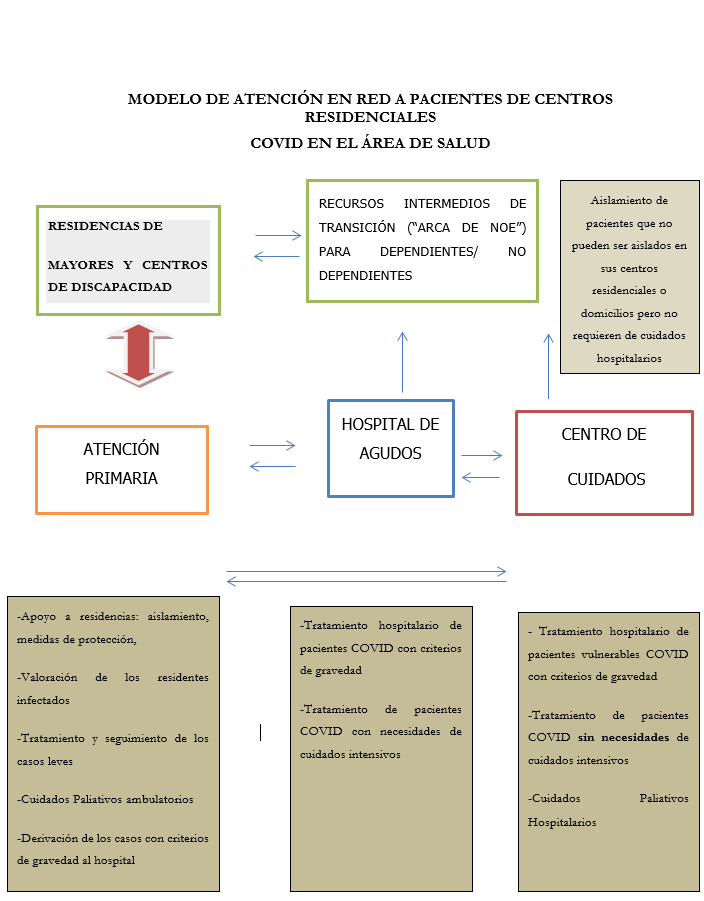 MODELO DE ATENCIÓN EN RED A PACIENTES DE CENTROS
RESIDENCIALES
COVID EN EL ÁREA DE SALUD
RESIDENCIAS DE
MAYORES Y CENTROS
DE DISCAPACIDAD
RECURSOS INTERMEDIOS DE
TRANSICIÓN (“ARCA DE NOE”)
PARA DEPENDIENTES/ NO
DEPENDIENTES
Aislamiento de
pacientes que no
pueden ser aislados en
sus centros
residenciales o
domicilios pero no
requieren de cuidados
hospitalarios
ATENCIÓN
PRIMARIA
HOSPITAL DE
AGUDOS
CENTRO DE
CUIDADOS
-Apoyo a residencias: aislamiento,
medidas de protección,
-Valoración de los residentes
infectados
-Tratamiento y seguimiento de los
casos leves
-Cuidados Paliativos ambulatorios
-Derivación de los casos con criterios
de gravedad al hospital
-Tratamiento hospitalario de
pacientes COVID con criterios
de gravedad
-Tratamiento de pacientes
COVID con necesidades de
cuidados intensivos
- Tratamiento hospitalario de
pacientes vulnerables COVID
con criterios de gravedad
-Tratamiento de pacientes
COVID sin necesidades de
cuidados intensivos
-Cuidados Paliativos
Hospitalarios